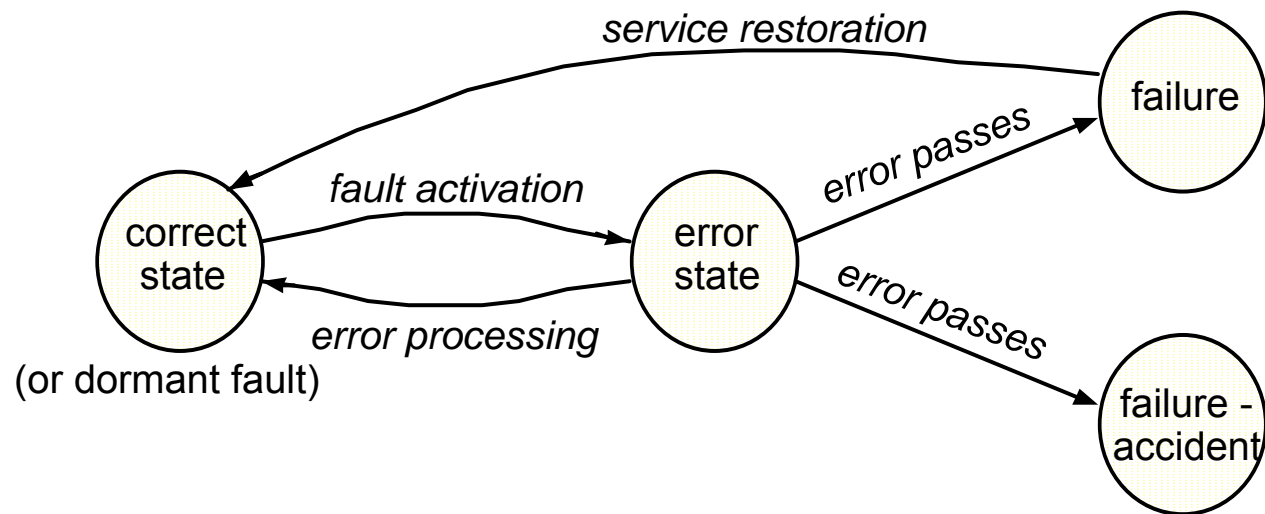 service restoration
failure
error passes
fault activation
correct
state
error
state
error passes
error processing
(or dormant fault)
failure -
accident